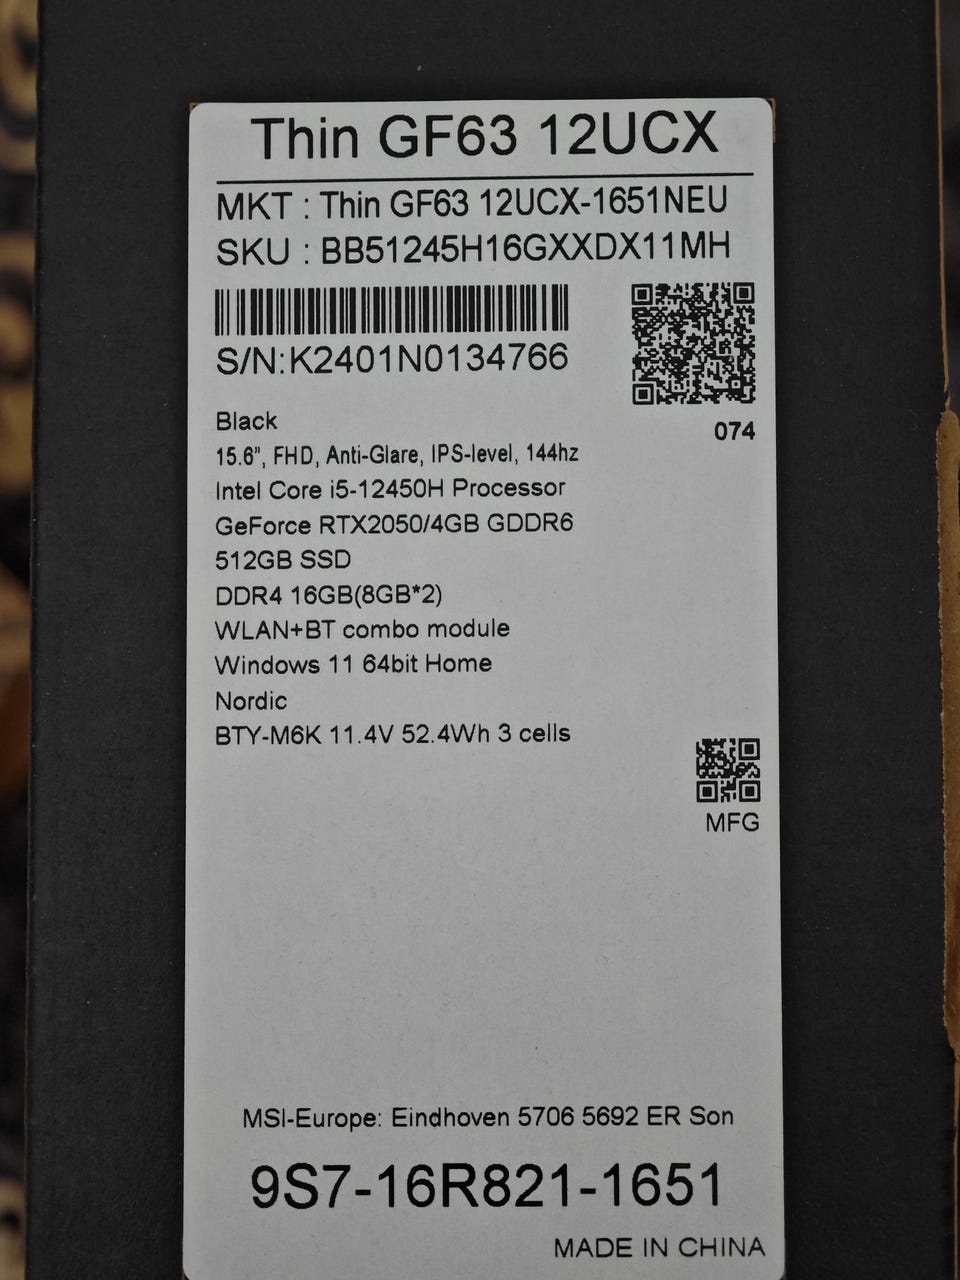 Thin GF63 12UCX
MKT : Thin GF63 12UCX-1651NEU
SKU : BB51245H16GXXDX11MH
S/N:K2401N0134766
074
Black
15.6", FHD, Anti-Glare, IPS-level, 144hz
Intel Core i5-12450H Processor
GeForce RTX2050/4GB GDDR6
512GB SSD
DDR4 16GB(8GB*2)
WLAN+BT combo module
Windows 11 64bit Home
Nordic
BTY-M6K 11.4V 52.4Wh 3 cells
MFG
MSI-Europe: Eindhoven 5706 5692 ER Son
9S7-16R821-1651
MADE IN CHINA